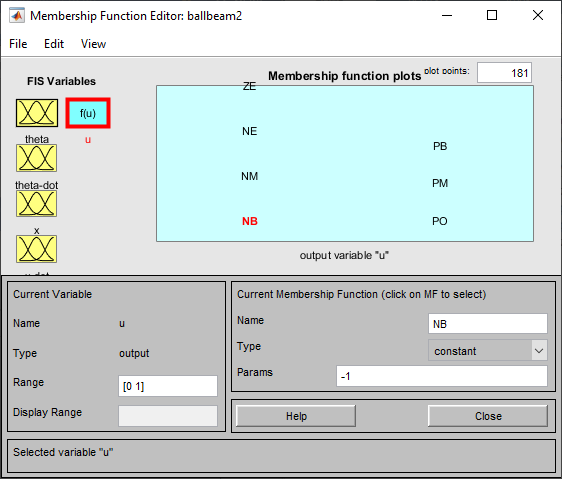 Membership Function Editor: ballbeam2
File Edit View
FIS Variables
f(u)
theta
u
theta-dot
x
Membership function plots
plot points:
181
ZE
NE
PB
NM
PM
NB
PO
output variable "u"
Current Variable
Name u
Type output
Range [0 1]
Display Range
Current Membership Function (click on MF to select)
Name NB
Type constant
Params -1
Help Close
Selected variable "u"